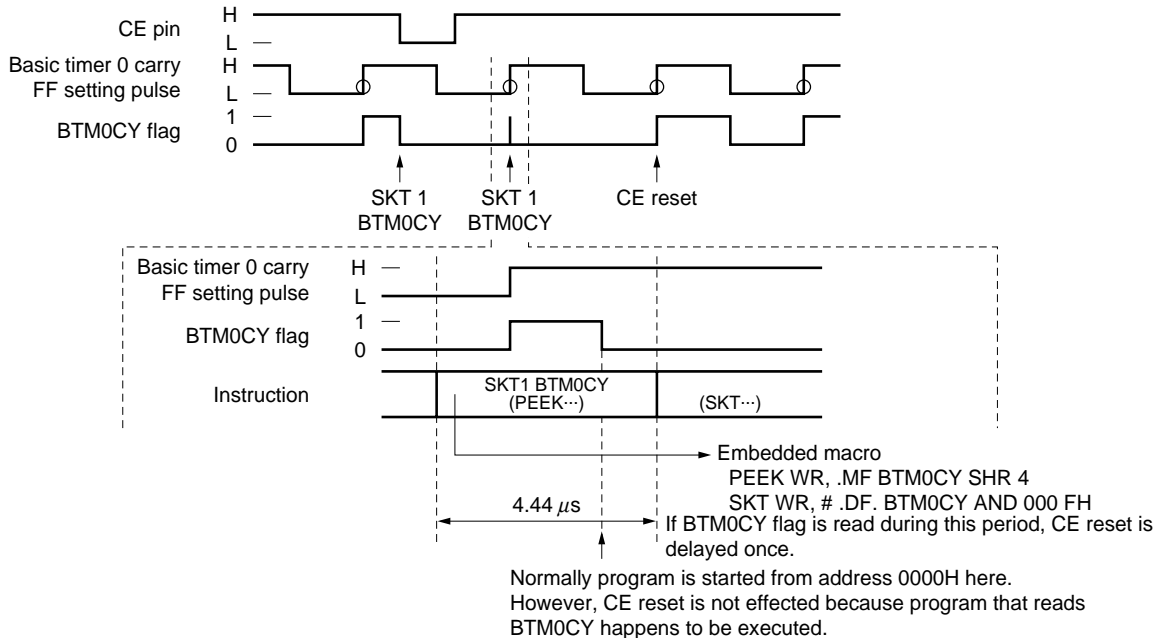 CE pin
H
L
Basic timer 0 carry
FF setting pulse
H
L
BTM0CY flag
1
0
SKT 1
BTM0CY
SKT 1
BTM0CY
CE reset
Basic timer 0 carry
FF setting pulse
H
L
BTM0CY flag
1
0
Instruction
SKT1 BTM0CY
(PEEK···)
(SKT···)
Embedded macro
PEEK WR, .MF BTM0CY SHR 4
SKT WR, # .DF. BTM0CY AND 000 FH
4.44 μs
If BTM0CY flag is read during this period, CE reset is
delayed once.
Normally program is started from address 0000H here.
However, CE reset is not effected because program that reads
BTM0CY happens to be executed.